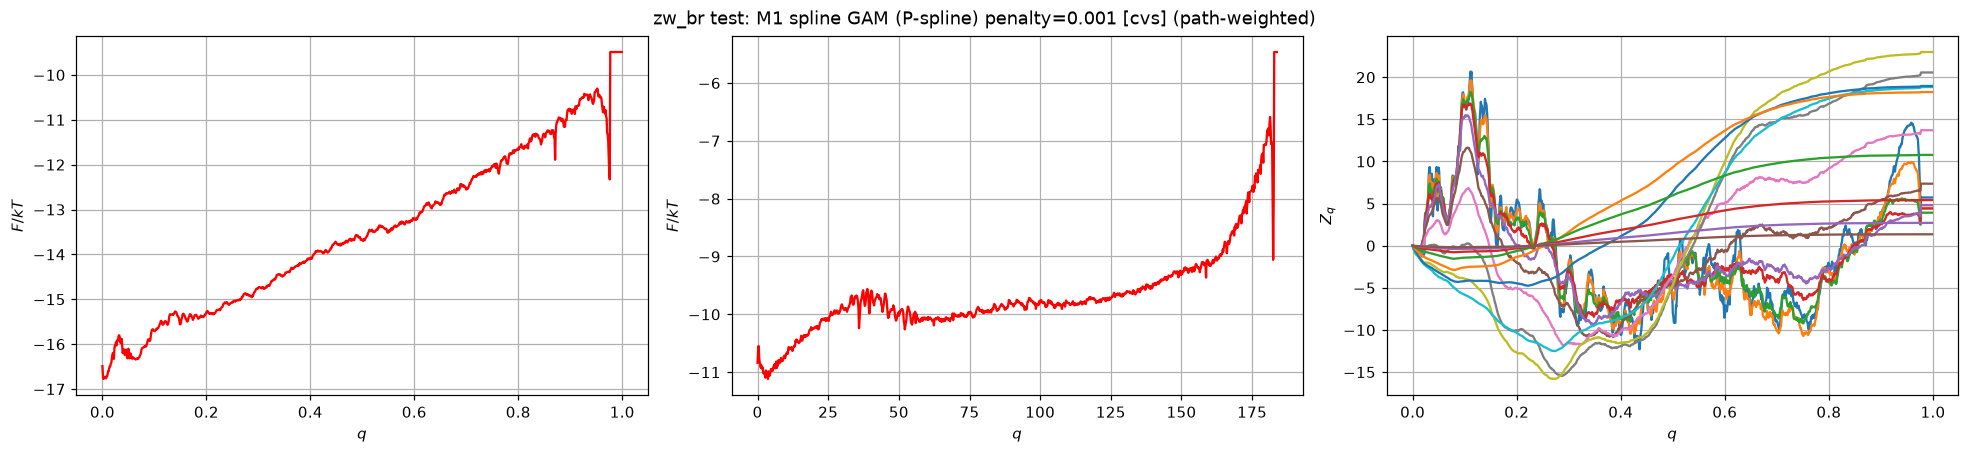 zw_br test: M1 spline GAM (P-spline) penalty=0.001 [cvs] (path-weighted)
F/kT
−10
−11
−12
−13
−14
−15
−16
−17
0.0 0.2 0.4 0.6 0.8 1.0
q
F/kT
−6
−7
−8
−9
−10
−11
0 25 50 75 100 125 150 175
q
Zq
20
15
10
5
0
−5
−10
−15
0.0 0.2 0.4 0.6 0.8 1.0
q